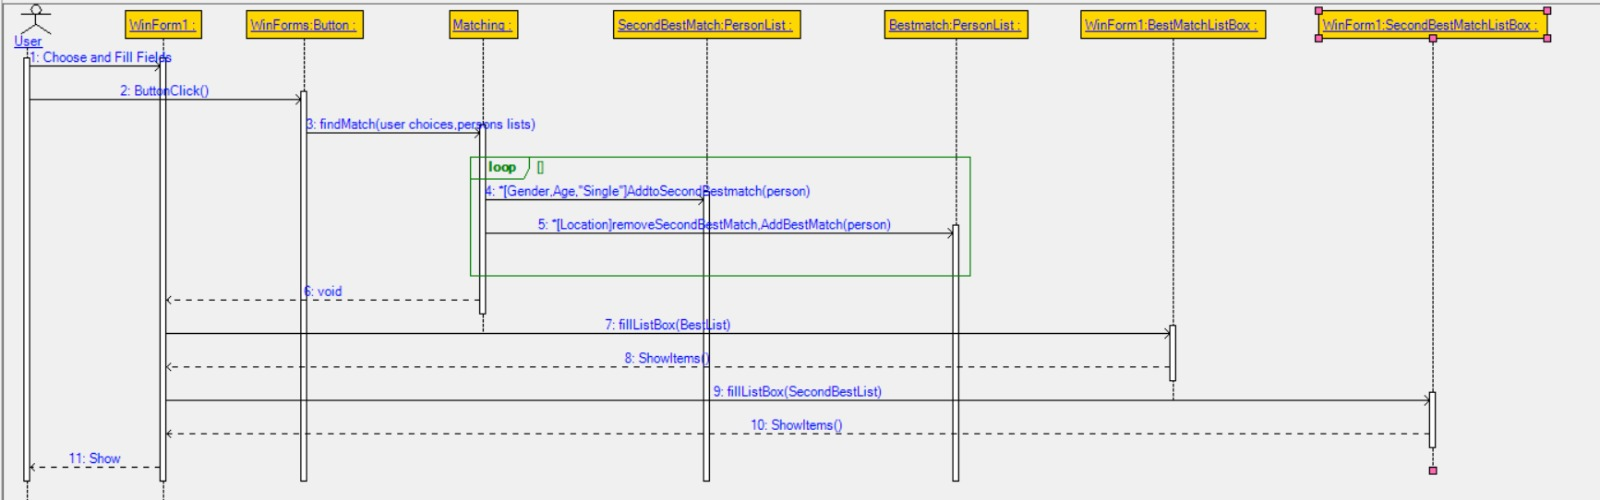 WinForm1 :
WinForms:Button :
Matching :
SecondBestMatch:PersonList :
Bestmatch:PersonList :
WinForm1:BestMatchListBox :
WinForm1:SecondBestMatchListBox :
User
1: Choose and Fill Fields
2: ButtonClick()
3: findMatch(user choices,persons lists)
loop []
4: *[Gender,Age,"Single"]AddtoSecondBestmatch(person)
5: *[Location]removeSecondBestMatch,AddBestMatch(person)
6: void
7: fillListBox(BestList)
8: ShowItems()
9: fillListBox(SecondBestList)
10: ShowItems()
11: Show